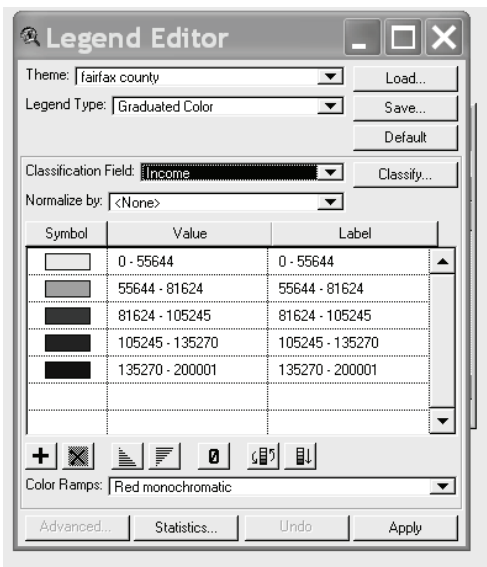 Legend Editor
Theme: fairfax county
Load...
Legend Type: Graduated Color
Save...
Default
Classification Field: Income
Classify...
Normalize by: <None>
Symbol Value Label
0 - 55644 0 - 55644
55644 - 81624 55644 - 81624
81624 - 105245 81624 - 105245
105245 - 135270 105245 - 135270
135270 - 200001 135270 - 200001
0
Color Ramps: Red monochromatic
Advanced... Statistics... Undo Apply